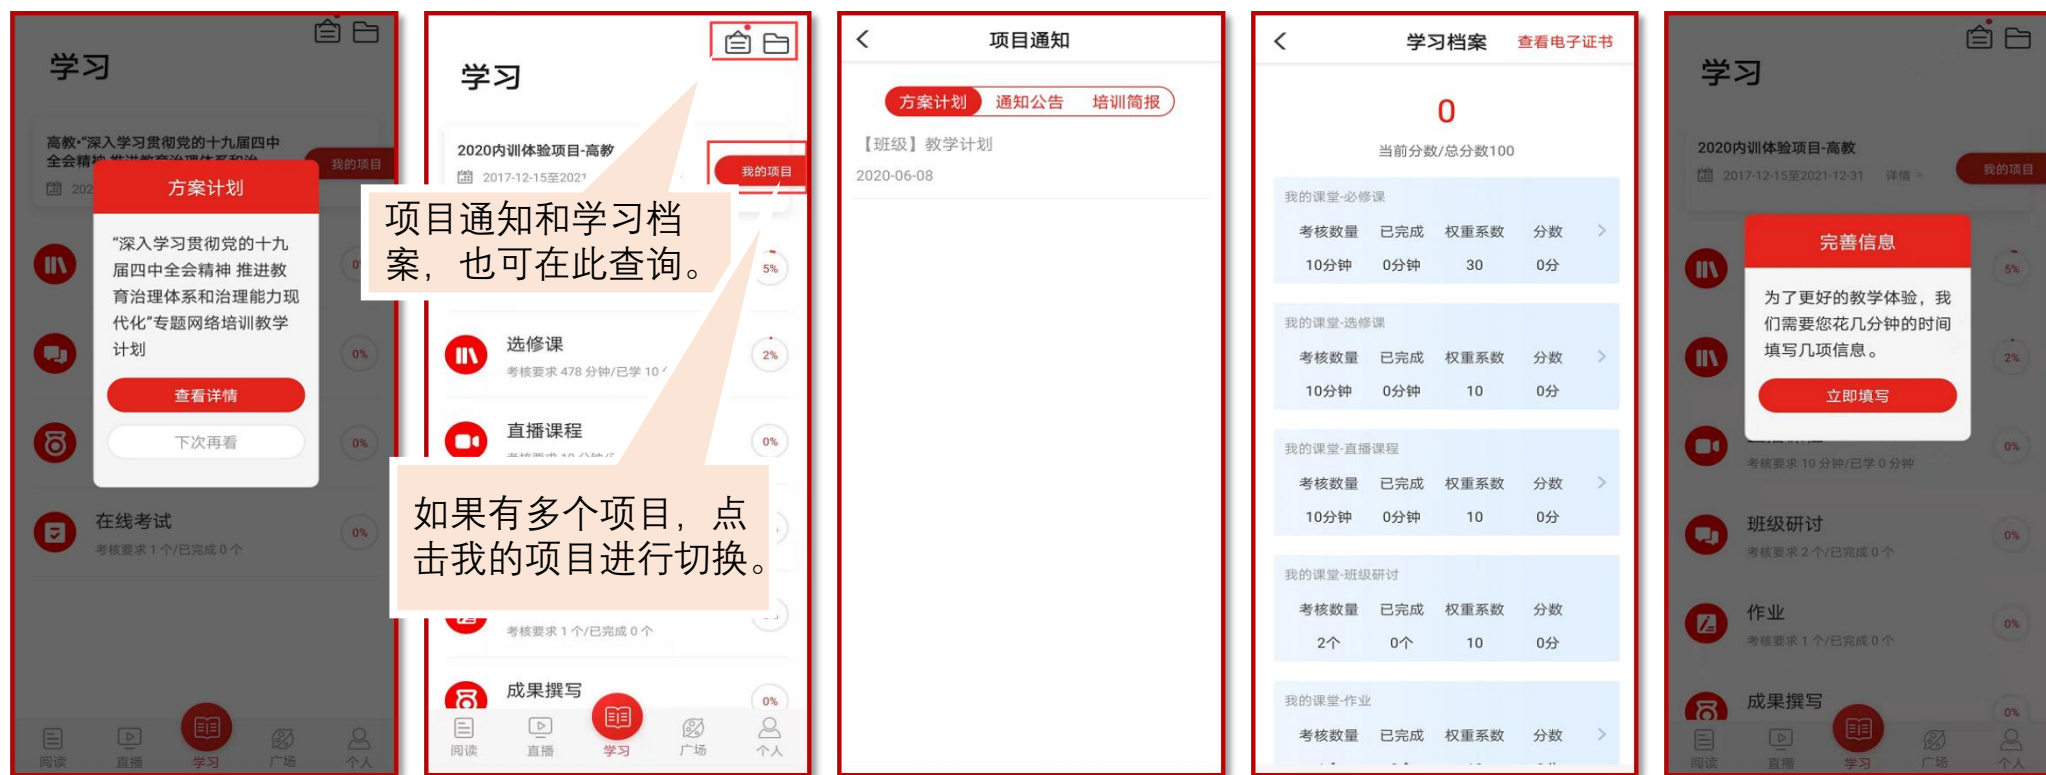 学习
高教·“深入学习贯彻党的十九届四中
我的项目
方案计划
“深入学习贯彻党的十九
届四中全会精神 推进教
育治理体系和治理能力现
代化”专题网络培训教学
计划
查看详情
下次再看
0%
0%
在线考试
考核要求 1 个/已完成 0 个
0%
阅读
直播
学习
广场
个人
学习
2020内训体验项目-高教
2017-12-15至2021
我的项目
项目通知和学习档
案，也可在此查询。
5%
选修课
考核要求 478 分钟/已学 10
2%
直播课程
0%
如果有多个项目，点
击我的项目进行切换。
考核要求 1 个/已完成 0 个
成果撰写
0%
阅读
直播
学习
广场
个人
项目通知
方案计划
通知公告
培训简报
【班级】教学计划
2020-06-08
学习档案
查看电子证书
0
当前分数/总分数100
我的课堂-必修课
考核数量 已完成 权重系数 分数
10分钟 0分钟 30 0分
我的课堂-选修课
考核数量 已完成 权重系数 分数
10分钟 0分钟 10 0分
我的课堂-直播课程
考核数量 已完成 权重系数 分数
10分钟 0分钟 10 0分
我的课堂-班级研讨
考核数量 已完成 权重系数 分数
2个 0个 10 0分
我的课堂-作业
考核数量 已完成 权重系数 分数
学习
2020内训体验项目-高教
2017-12-15至2021-12-31 详情
我的项目
完善信息
为了更好的教学体验，我
们需要您花几分钟的时间
填写几项信息。
立即填写
5%
2%
考核要求 10 分钟/已学 0 分钟
0%
班级研讨
考核要求 2 个/已完成 0 个
0%
作业
考核要求 1 个/已完成 0 个
0%
成果撰写
0%
阅读
直播
学习
广场
个人